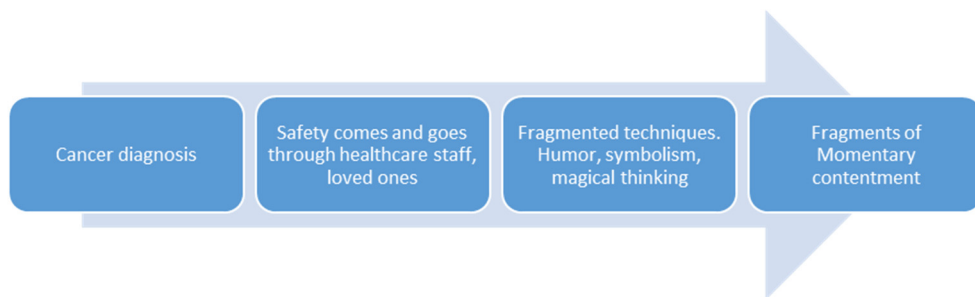 Cancer diagnosis
Safety comes and goes
through healthcare staff,
loved ones
Fragmented techniques.
Humor, symbolism,
magical thinking
Fragments of
Momentary
contentment